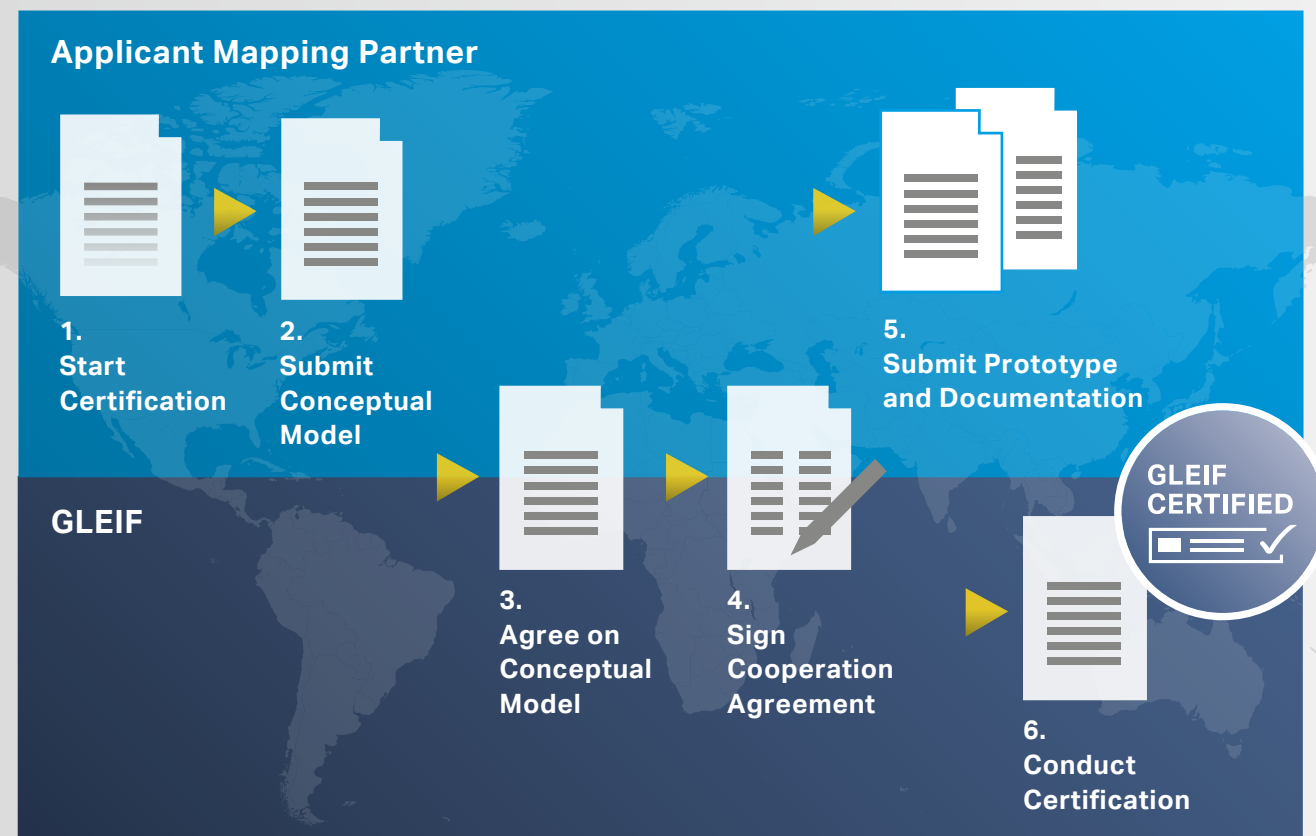 Applicant Mapping Partner
1.
Start
Certification
2.
Submit
Conceptual
Model
5.
Submit Prototype
and Documentation
GLEIF
3.
Agree on
Conceptual
Model
4.
Sign
Cooperation
Agreement
GLEIF
CERTIFIED
6.
Conduct
Certification